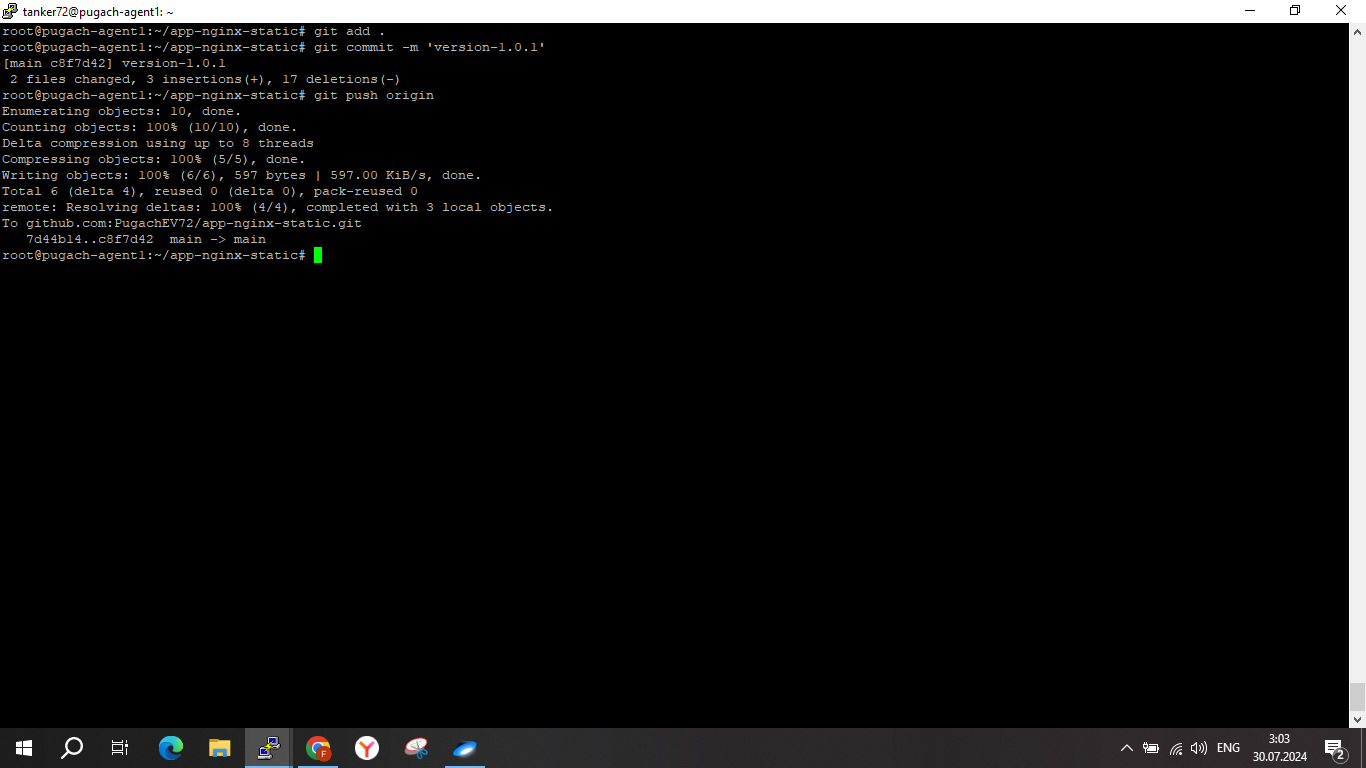 tanker72@pugach-agent1: ~
root@pugach-agent1:~/app-nginx-static# git add .
root@pugach-agent1:~/app-nginx-static# git commit -m 'version-1.0.1'
[main c8f7d42] version-1.0.1
 2 files changed, 3 insertions(+), 17 deletions(-)
root@pugach-agent1:~/app-nginx-static# git push origin
Enumerating objects: 10, done.
Counting objects: 100% (10/10), done.
Delta compression using up to 8 threads
Compressing objects: 100% (5/5), done.
Writing objects: 100% (6/6), 597 bytes | 597.00 KiB/s, done.
Total 6 (delta 4), reused 0 (delta 0), pack-reused 0
remote: Resolving deltas: 100% (4/4), completed with 3 local objects.
To github.com:PugachEV72/app-nginx-static.git
   7d44b14..c8f7d42  main -> main
root@pugach-agent1:~/app-nginx-static#
F
ENG
3:03
30.07.2024
2